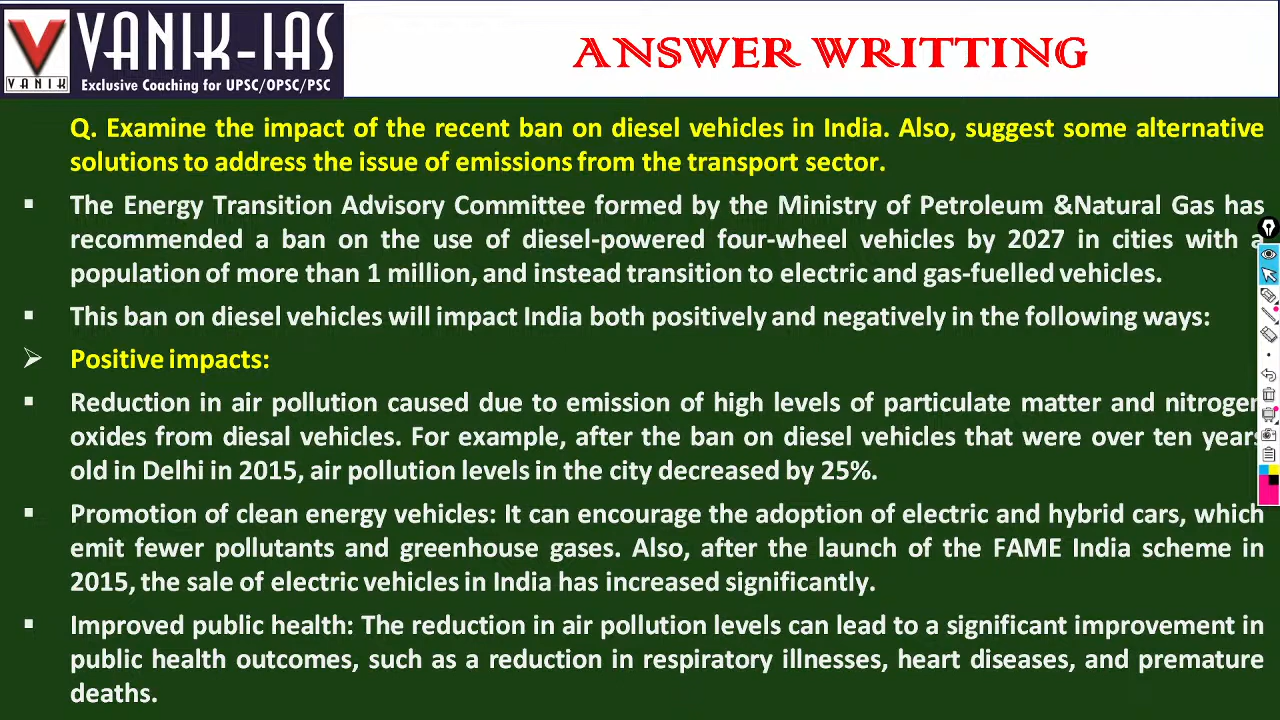 VANIK-IAS
VANIK
Exclusive Coaching for UPSC/OPSC/PSC
ANSWER WRITTING
Q. Examine the impact of the recent ban on diesel vehicles in India. Also, suggest some alternative
solutions to address the issue of emissions from the transport sector.
▪ The Energy Transition Advisory Committee formed by the Ministry of Petroleum &Natural Gas has
recommended a ban on the use of diesel-powered four-wheel vehicles by 2027 in cities with a
population of more than 1 million, and instead transition to electric and gas-fuelled vehicles.
▪ This ban on diesel vehicles will impact India both positively and negatively in the following ways:
➢ Positive impacts:
▪ Reduction in air pollution caused due to emission of high levels of particulate matter and nitrogen
oxides from diesal vehicles. For example, after the ban on diesel vehicles that were over ten years
old in Delhi in 2015, air pollution levels in the city decreased by 25%.
▪ Promotion of clean energy vehicles: It can encourage the adoption of electric and hybrid cars, which
emit fewer pollutants and greenhouse gases. Also, after the launch of the FAME India scheme in
2015, the sale of electric vehicles in India has increased significantly.
▪ Improved public health: The reduction in air pollution levels can lead to a significant improvement in
public health outcomes, such as a reduction in respiratory illnesses, heart diseases, and premature
deaths.